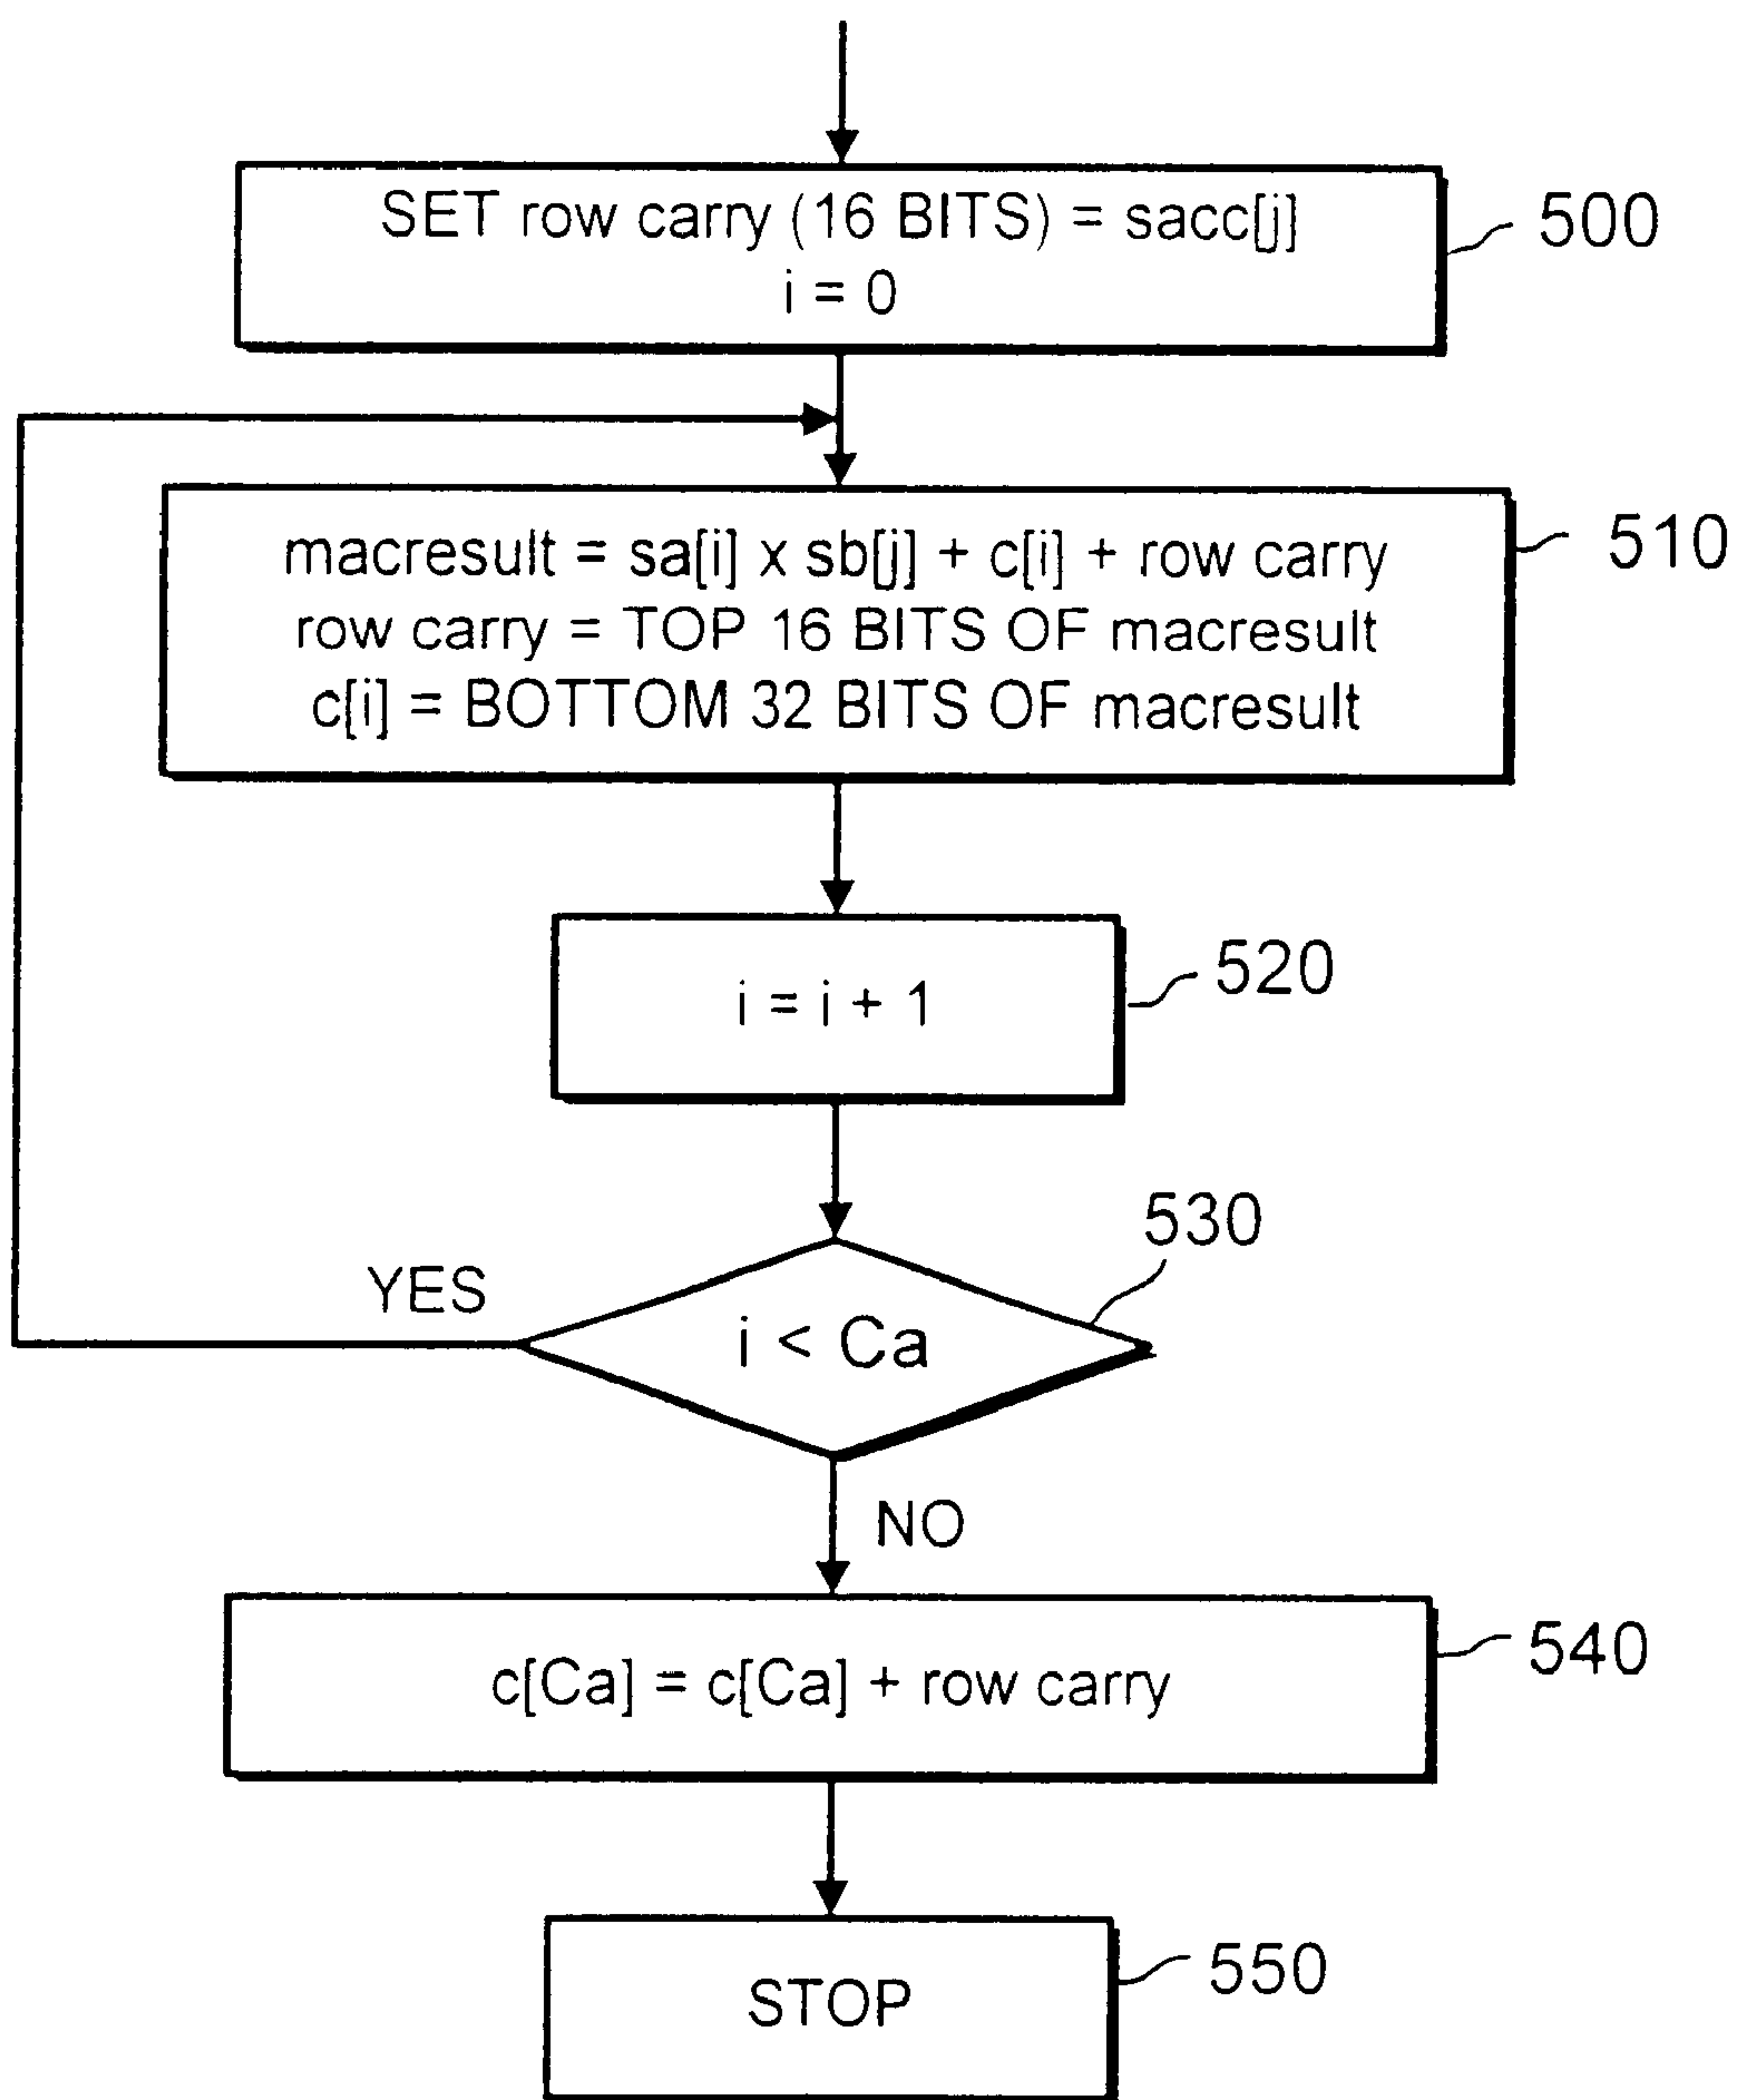 SET row carry (16 BITS) = sacc[j]
i = 0
500
macresult = sa[i] x sb[j] + c[i] + row carry
row carry = TOP 16 BITS OF macresult
c[i] = BOTTOM 32 BITS OF macresult
510
i = i + 1
520
530
YES
i < Ca
NO
c[Ca] = c[Ca] + row carry
540
STOP
550